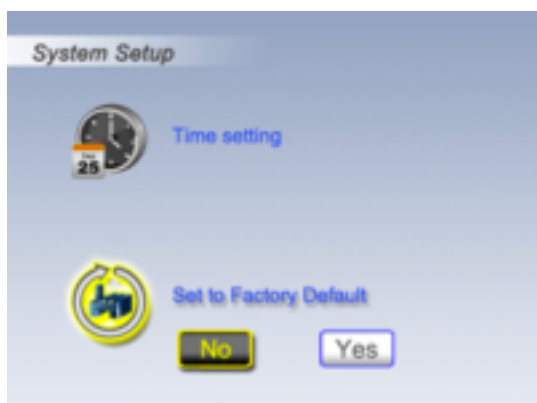 System Setup
Time setting
25
Set to Factory Default
No Yes